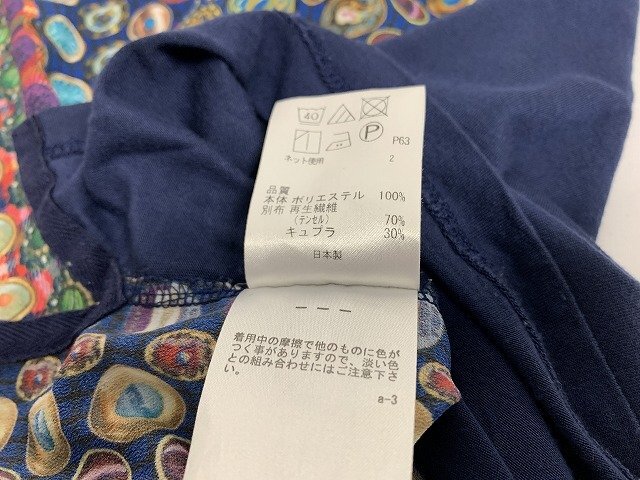 40
P
P63
ネット使用
2
品質
本体 ポリエステル 100%
別布 再生繊維
(テンセル) 70%
キュプラ 30%
日本製
着用中の摩擦で他のものに色が
つく事がありますので、淡い色
との組み合わせにはご注意下さ
い。
a-3